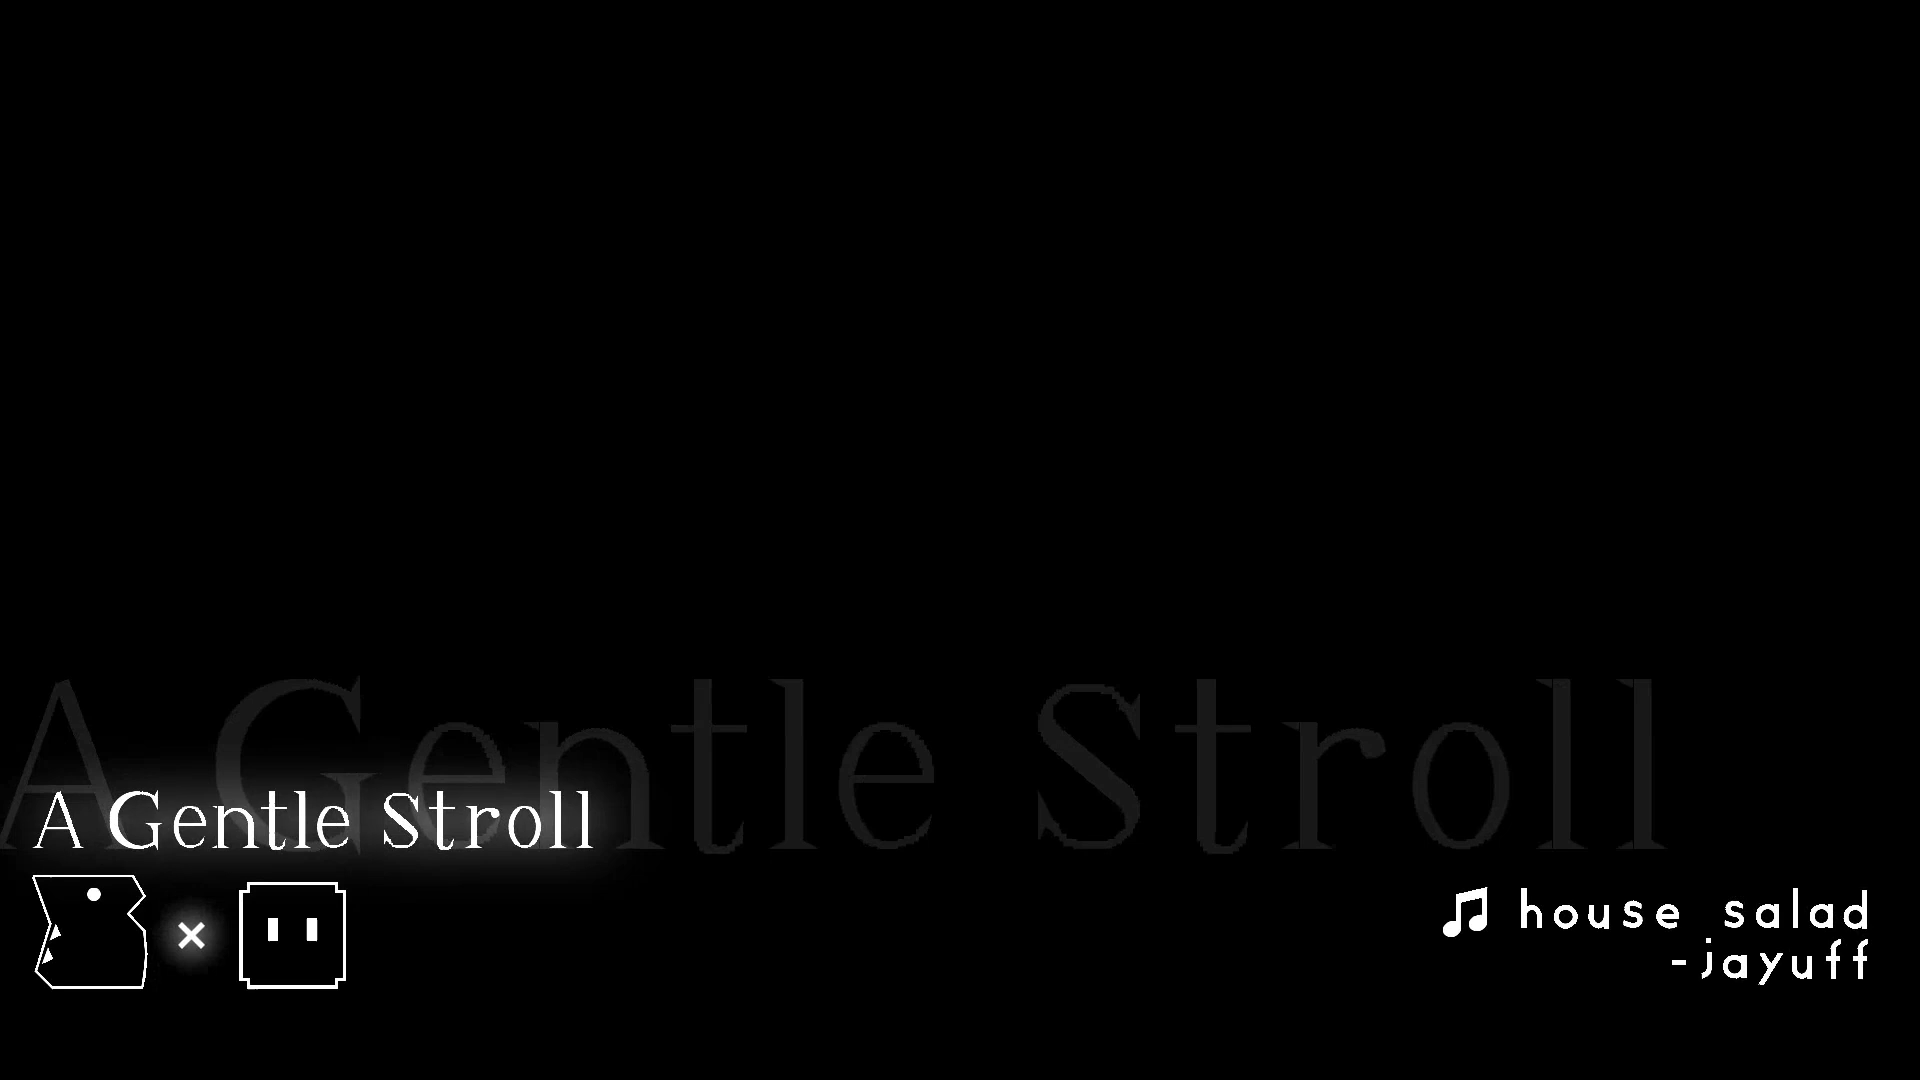 A Gentle Stroll
A Gentle Stroll
×
♫ house salad
-jayuff